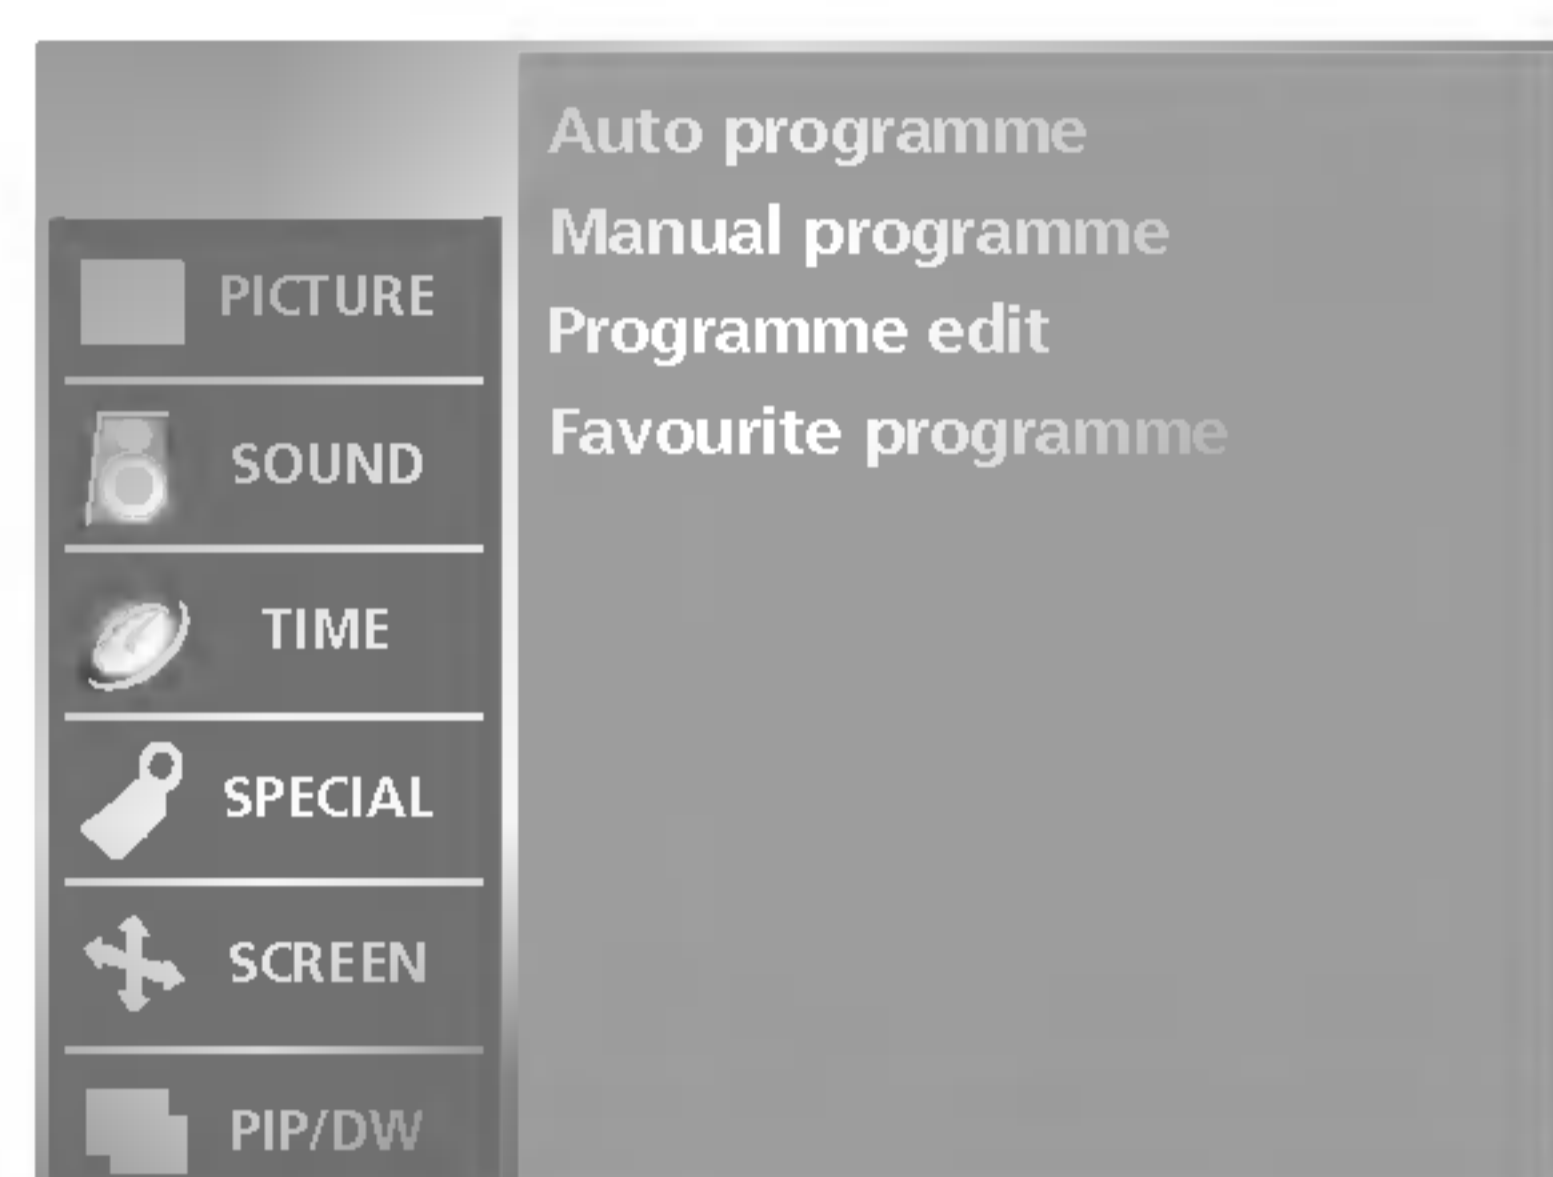 Auto programme
Manual programme
Programme edit
Favourite programme
PICTURE
SOUND
TIME
SPECIAL
SCREEN
PIP/DW